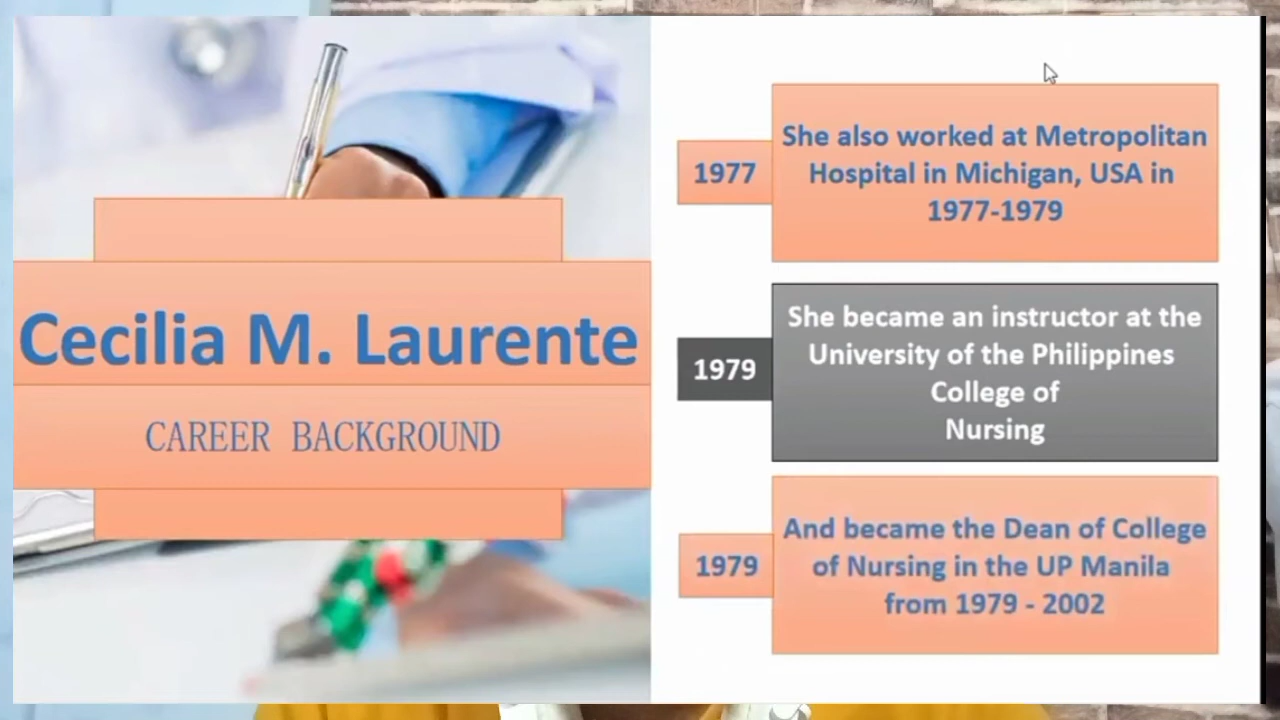 Cecilia M. Laurente
CAREER BACKGROUND
1977
She also worked at Metropolitan
Hospital in Michigan, USA in
1977-1979
1979
She became an instructor at the
University of the Philippines
College of
Nursing
1979
And became the Dean of College
of Nursing in the UP Manila
from 1979 - 2002